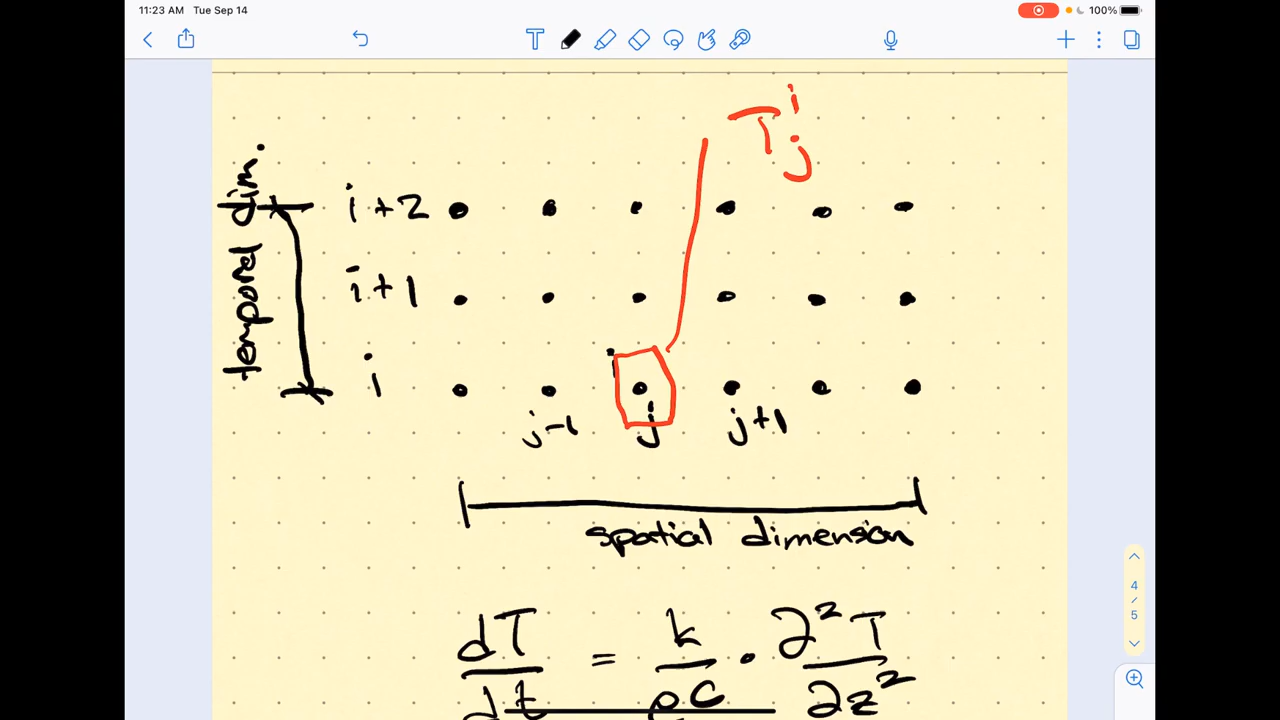 11:23 AM Tue Sep 14
100%
T
T i j
temporal dim.
i+2
i+1
i
i
j-1 j j+1
spatial dimension
dT/dt = k/ρC · ∂²T/∂z²
4
/
5